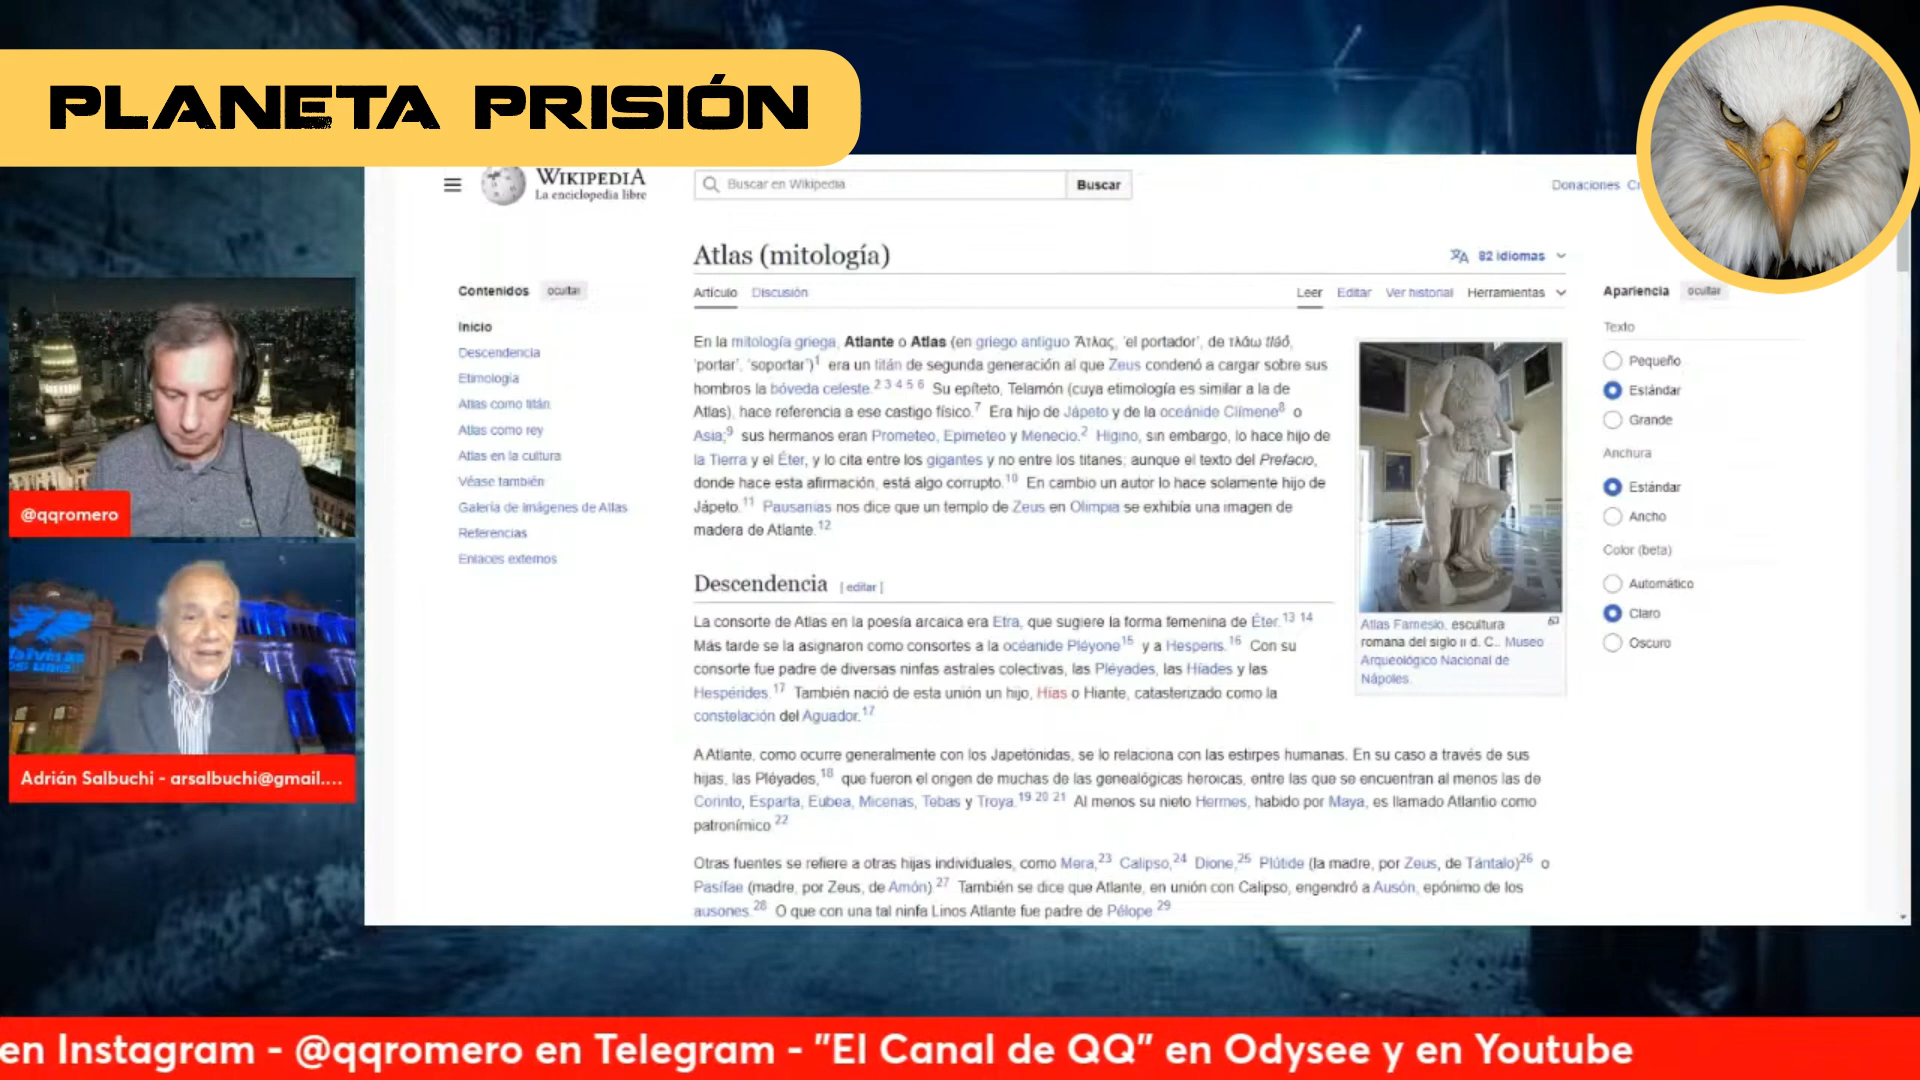 PLANETA PRISIÓN
WIKIPEDIA
La enciclopedia libre
Buscar en Wikipedia
Buscar
Donaciones
Atlas (mitología)
82 idiomas
Artículo Discusión
Leer Editar Ver historial Herramientas
Contenidos ocultar
Inicio
Descendencia
Etimología
Atlas como titán
Atlas como rey
Atlas en la cultura
Véase también
Galería de imágenes de Atlas
Referencias
Enlaces externos
En la mitología griega, Atlante o Atlas (en griego antiguo Ἄτλας, 'el portador', de τλάω tláō,
'portar', 'soportar')1 era un titán de segunda generación al que Zeus condenó a cargar sobre sus
hombros la bóveda celeste.2 3 4 5 6 Su epíteto, Telamón (cuya etimología es similar a la de
Atlas), hace referencia a ese castigo físico.7 Era hijo de Jápeto y de la oceánide Clímene8 o
Asia;9 sus hermanos eran Prometeo, Epimeteo y Menecio.2 Higino, sin embargo, lo hace hijo de
la Tierra y el Éter, y lo cita entre los gigantes y no entre los titanes; aunque el texto del Prefacio,
donde hace esta afirmación, está algo corrupto.10 En cambio un autor lo hace solamente hijo de
Jápeto.11 Pausanias nos dice que un templo de Zeus en Olimpia se exhibía una imagen de
madera de Atlante.12
Descendencia [ editar ]
La consorte de Atlas en la poesía arcaica era Etra, que sugiere la forma femenina de Éter.13 14
Más tarde se la asignaron como consortes a la océanide Pléyone15 y a Hesperis.16 Con su
consorte fue padre de diversas ninfas astrales colectivas, las Pléyades, las Híades y las
Hespérides.17 También nació de esta unión un hijo, Hías o Hiante, catasterizado como la
constelación del Aguador.17
A Atlante, como ocurre generalmente con los Japetónidas, se lo relaciona con las estirpes humanas. En su caso a través de sus
hijas, las Pléyades,18 que fueron el origen de muchas de las genealógicas heroicas, entre las que se encuentran al menos las de
Corinto, Esparta, Eubea, Micenas, Tebas y Troya.19 20 21 Al menos su nieto Hermes, habido por Maya, es llamado Atlantio como
patronímico 22
Otras fuentes se refiere a otras hijas individuales, como Mera,23 Calipso,24 Dione,25 Plútide (la madre, por Zeus, de Tántalo)26 o
Pasífae (madre, por Zeus, de Amón).27 También se dice que Atlante, en unión con Calipso, engendró a Ausón, epónimo de los
ausones.28 O que con una tal ninfa Linos Atlante fue padre de Pélope 29
Atlas Farnesio, escultura
romana del siglo II d. C.. Museo
Arqueológico Nacional de
Nápoles.
Apariencia ocultar
Texto
Pequeño
Estándar
Grande
Anchura
Estándar
Ancho
Color (beta)
Automático
Claro
Oscuro
@qqromero
Adrián Salbuchi - arsalbuchi@gmail....
en Instagram - @qqromero en Telegram - "El Canal de QQ" en Odysee y en Youtube